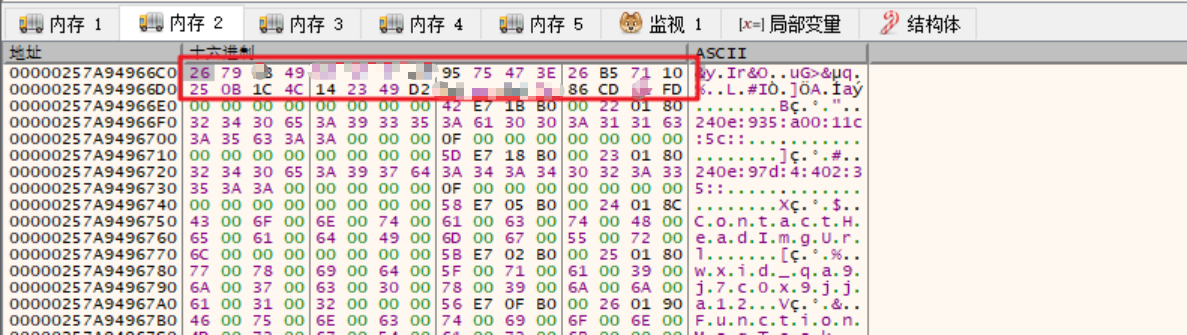 内存 1 内存 2 内存 3 内存 4 内存 5 监视 1 [x=] 局部变量 结构体
地址 十六进制 ASCII
00000257A94966C0 26 79 49 95 75 47 3E 26 B5 71 10 &y.Ir&O..uG>&µq.
00000257A94966D0 25 0B 1C 4C 14 23 49 D2 86 CD FD %..L.#IÒ.]ÖA.Íaý
00000257A94966E0 00 00 00 00 00 00 00 00 42 E7 1B B0 00 22 01 80 ........Bç.°."..
00000257A94966F0 32 34 30 65 3A 39 33 35 3A 61 30 30 3A 31 31 63 240e:935:a00:11c
00000257A9496700 3A 35 63 3A 3A 00 00 00 0F 00 00 00 00 00 00 00 :5c::...........
00000257A9496710 00 00 00 00 00 00 00 00 5D E7 18 B0 00 23 01 80 ........]ç.°.#..
00000257A9496720 32 34 30 65 3A 39 37 64 3A 34 3A 34 30 32 3A 33 240e:97d:4:402:3
00000257A9496730 35 3A 3A 00 00 00 00 00 0F 00 00 00 00 00 00 00 5::.............
00000257A9496740 00 00 00 00 00 00 00 00 58 E7 05 B0 00 24 01 8C ........Xç.°.$..
00000257A9496750 43 00 6F 00 6E 00 74 00 61 00 63 00 74 00 48 00 C.o.n.t.a.c.t.H.
00000257A9496760 65 00 61 00 64 00 49 00 6D 00 67 00 55 00 72 00 e.a.d.I.m.g.U.r.
00000257A9496770 6C 00 00 00 00 00 00 00 5B E7 02 B0 00 25 01 80 l.......[ç.°.%..
00000257A9496780 77 00 78 00 69 00 64 00 5F 00 71 00 61 00 39 00 w.x.i.d._.q.a.9.
00000257A9496790 6A 00 37 00 63 00 30 00 78 00 39 00 6A 00 6A 00 j.7.c.0.x.9.j.j.
00000257A94967A0 61 00 31 00 32 00 00 00 56 E7 0F B0 00 26 01 90 a.1.2...Vç.°.&..
00000257A94967B0 46 00 75 00 6E 00 63 00 74 00 69 00 6F 00 6E 00 F.u.n.c.t.i.o.n.